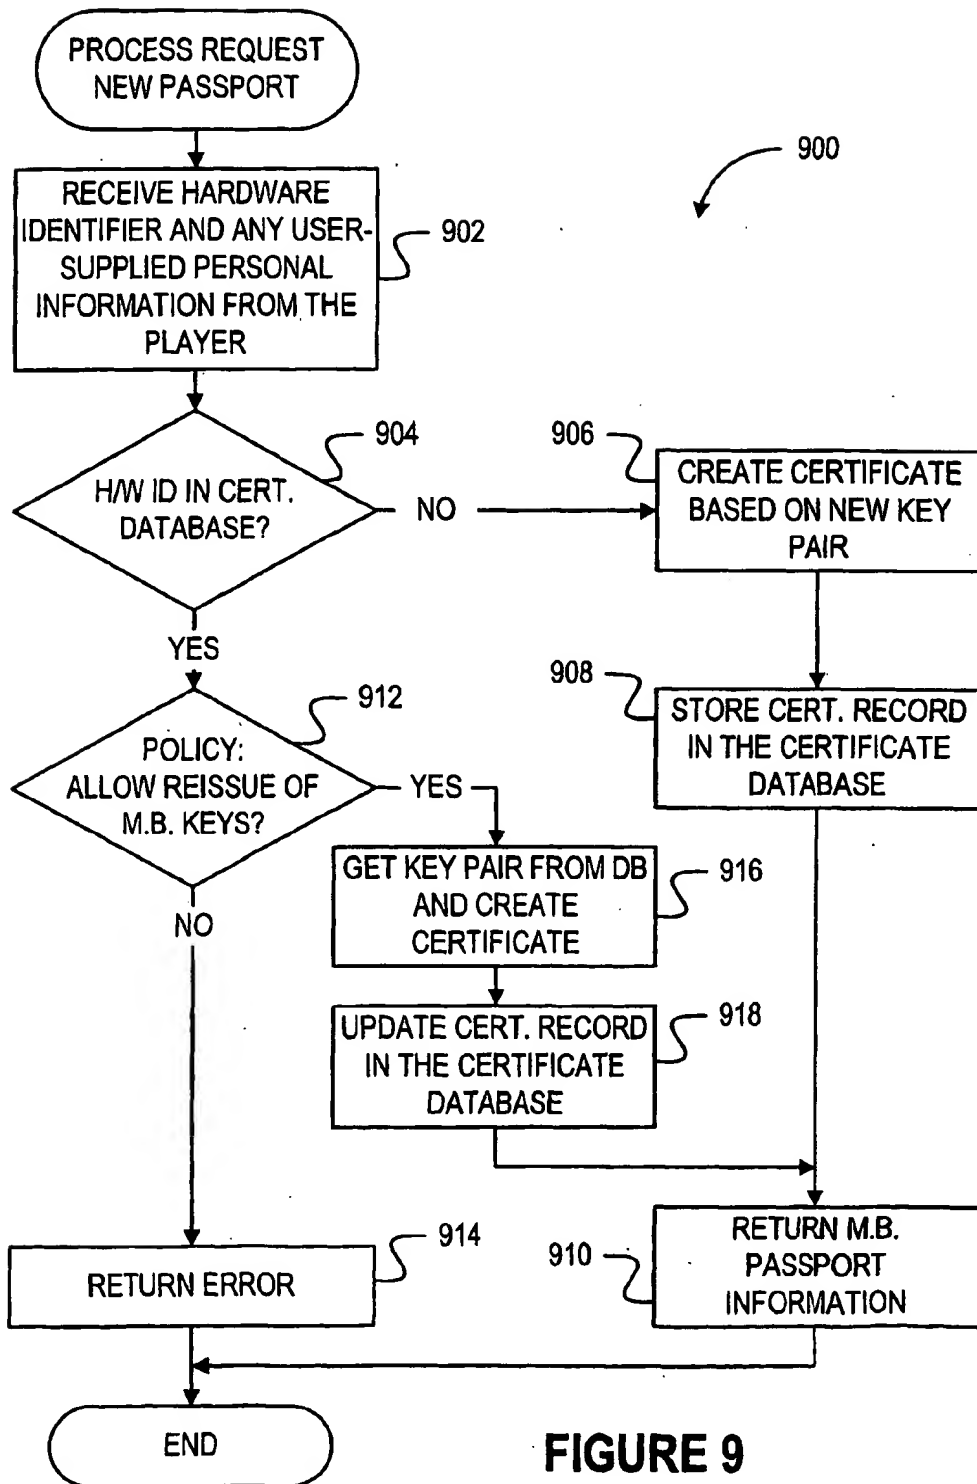 PROCESS REQUEST
NEW PASSPORT
900
RECEIVE HARDWARE
IDENTIFIER AND ANY USER-
SUPPLIED PERSONAL
INFORMATION FROM THE
PLAYER
902
H/W ID IN CERT.
DATABASE?
904
NO
906
CREATE CERTIFICATE
BASED ON NEW KEY
PAIR
YES
908
STORE CERT. RECORD
IN THE CERTIFICATE
DATABASE
POLICY:
ALLOW REISSUE OF
M.B. KEYS?
912
YES
GET KEY PAIR FROM DB
AND CREATE
CERTIFICATE
916
NO
UPDATE CERT. RECORD
IN THE CERTIFICATE
DATABASE
918
RETURN ERROR
914
910
RETURN M.B.
PASSPORT
INFORMATION
END
FIGURE 9